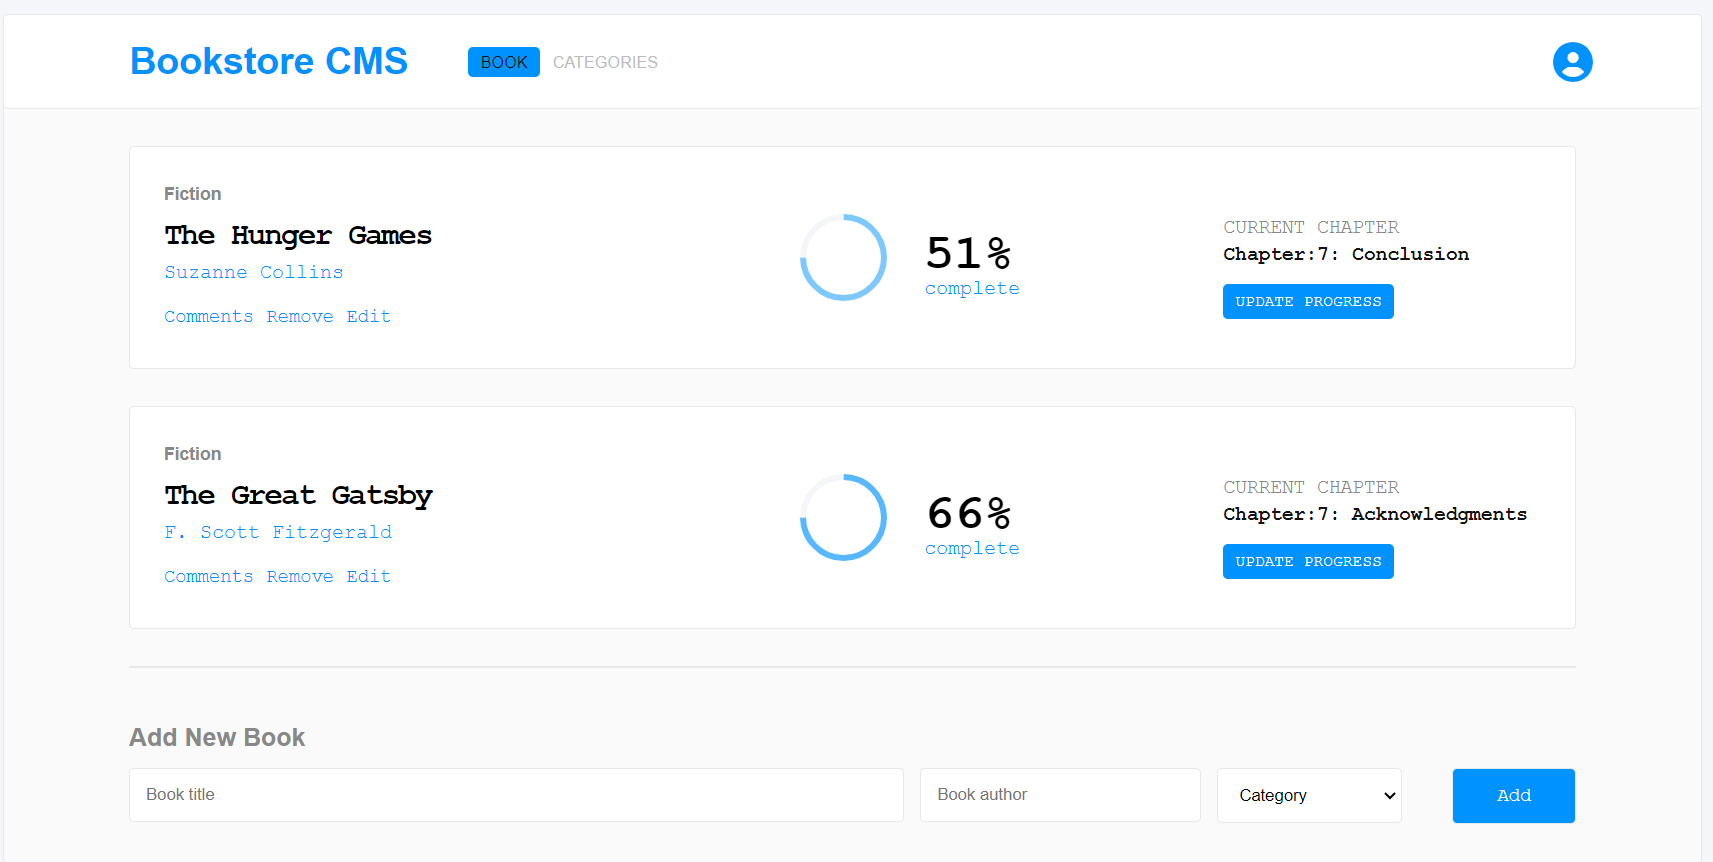 Bookstore CMS BOOK CATEGORIES
Fiction
The Hunger Games
Suzanne Collins
Comments Remove Edit
51%
complete
CURRENT CHAPTER
Chapter:7: Conclusion
UPDATE PROGRESS
Fiction
The Great Gatsby
F. Scott Fitzgerald
Comments Remove Edit
66%
complete
CURRENT CHAPTER
Chapter:7: Acknowledgments
UPDATE PROGRESS
Add New Book
Book title Book author Category Add